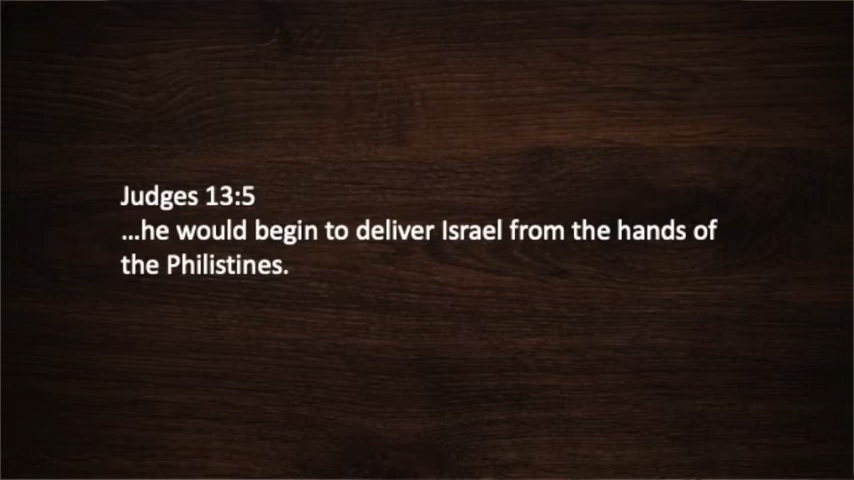 Judges 13:5
...he would begin to deliver Israel from the hands of
the Philistines.